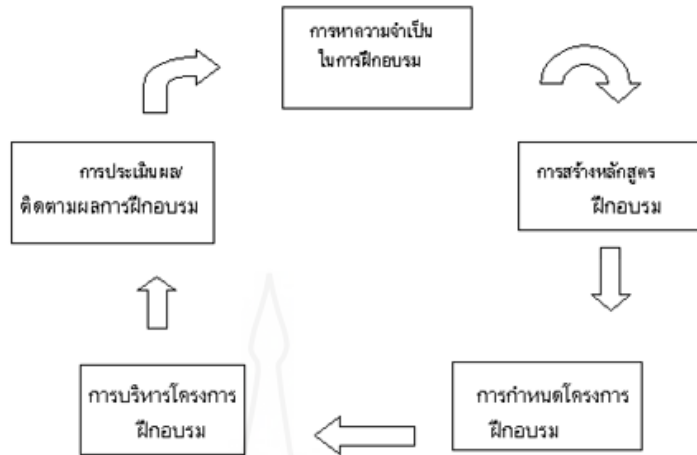 การหาความจำเป็น
ในการฝึกอบรม
การสร้างหลักสูตร
ฝึกอบรม
การกำหนดโครงการ
ฝึกอบรม
การบริหารโครงการ
ฝึกอบรม
การประเมินผล/
ติดตามผลการฝึกอบรม